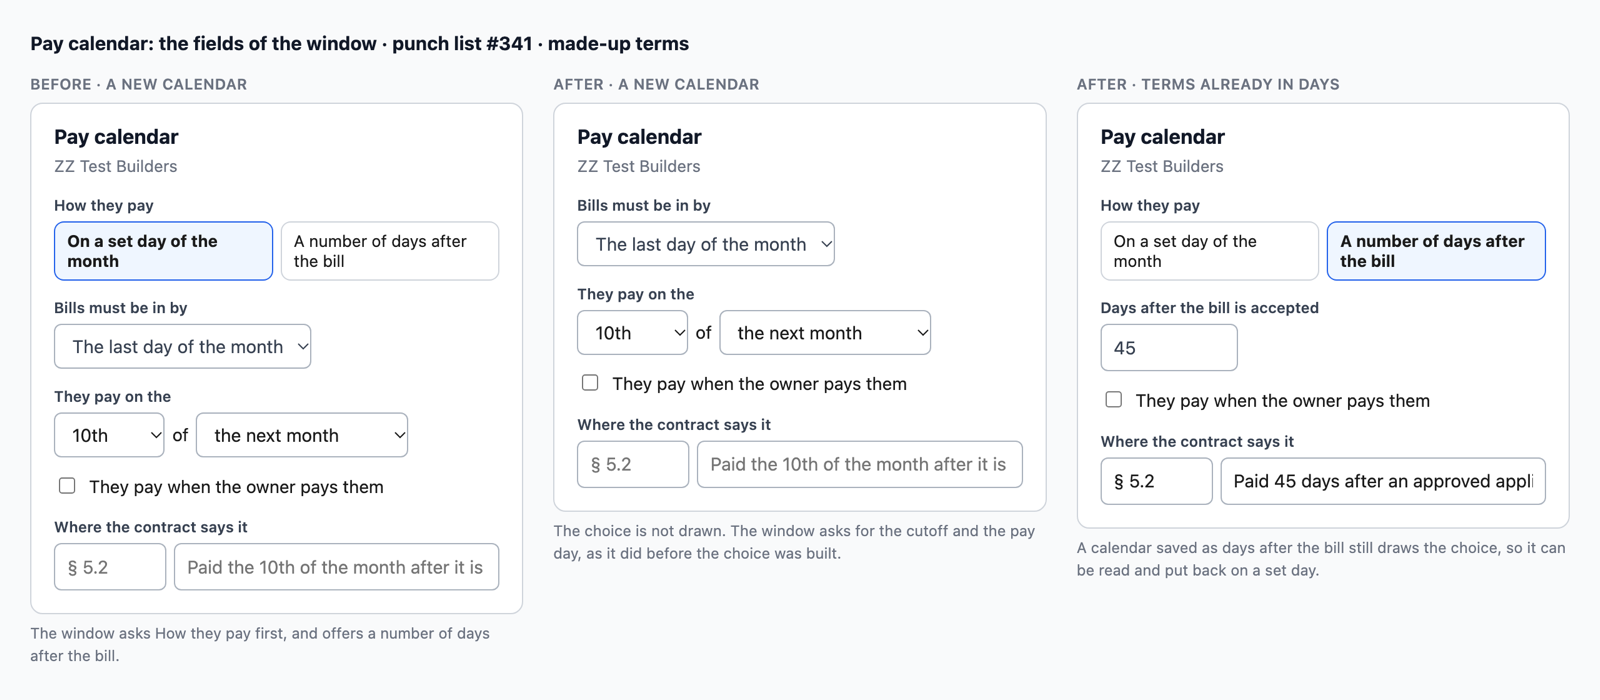 Pay calendar: the fields of the window · punch list #341 · made-up terms
BEFORE · A NEW CALENDAR
Pay calendar
ZZ Test Builders
How they pay
On a set day of the
month
A number of days after
the bill
Bills must be in by
The last day of the month
They pay on the
10th of the next month
They pay when the owner pays them
Where the contract says it
§ 5.2 Paid the 10th of the month after it is
The window asks How they pay first, and offers a number of days
after the bill.
AFTER · A NEW CALENDAR
Pay calendar
ZZ Test Builders
Bills must be in by
The last day of the month
They pay on the
10th of the next month
They pay when the owner pays them
Where the contract says it
§ 5.2 Paid the 10th of the month after it is
The choice is not drawn. The window asks for the cutoff and the pay
day, as it did before the choice was built.
AFTER · TERMS ALREADY IN DAYS
Pay calendar
ZZ Test Builders
How they pay
On a set day of the
month
A number of days after
the bill
Days after the bill is accepted
45
They pay when the owner pays them
Where the contract says it
§ 5.2 Paid 45 days after an approved appli
A calendar saved as days after the bill still draws the choice, so it can
be read and put back on a set day.